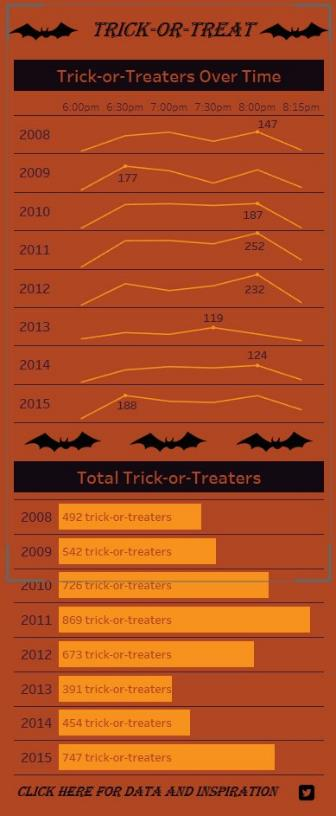 TRICK-OR-TREAT
Trick-or-Treaters Over Time
6:00pm 6:30pm 7:00pm 7:30pm 8:00pm 8:15pm
2008 147
2009 177
2010 187
2011 252
2012 232
2013 119
2014 124
2015 188
Total Trick-or-Treaters
2008 492 trick-or-treaters
2009 542 trick-or-treaters
2010 726 trick-or-treaters
2011 869 trick-or-treaters
2012 673 trick-or-treaters
2013 391 trick-or-treaters
2014 454 trick-or-treaters
2015 747 trick-or-treaters
CLICK HERE FOR DATA AND INSPIRATION